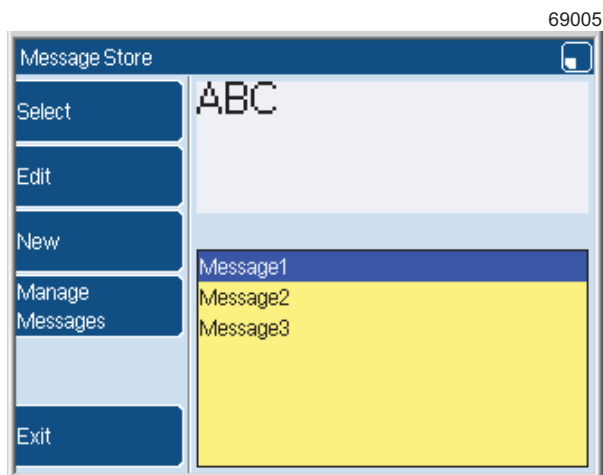 69005
Message Store
Select
ABC
Edit
New
Manage
Messages
Message1
Message2
Message3
Exit